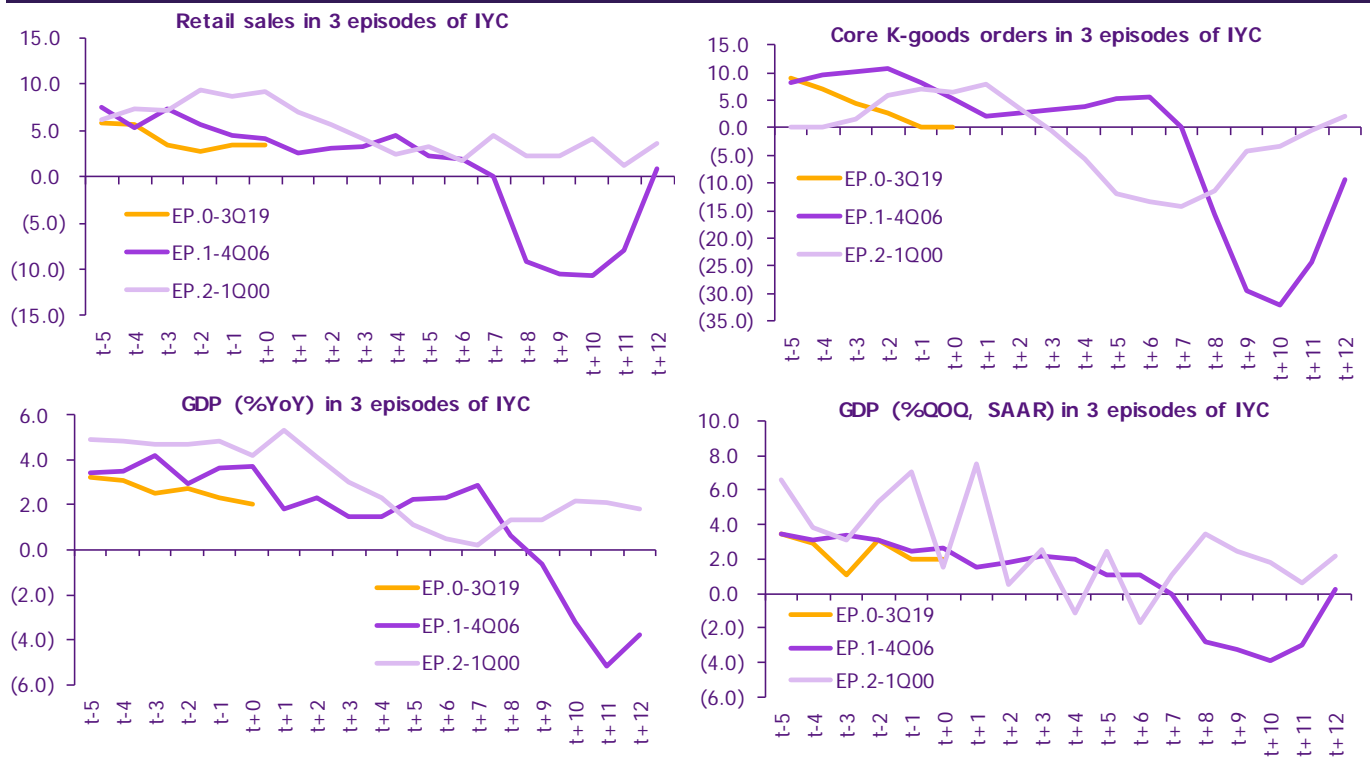 Retail sales in 3 episodes of IYC
15.0
10.0
5.0
0.0
(5.0)
(10.0)
(15.0)
EP.0-3Q19
EP.1-4Q06
EP.2-1Q00
t-5 t-4 t-3 t-2 t-1 t+0 t+1 t+2 t+3 t+4 t+5 t+6 t+7 t+8 t+9 t+10 t+11 t+12
Core K-goods orders in 3 episodes of IYC
15.0
10.0
5.0
0.0
(5.0)
(10.0)
(15.0)
(20.0)
(25.0)
(30.0)
(35.0)
EP.0-3Q19
EP.1-4Q06
EP.2-1Q00
t-5 t-4 t-3 t-2 t-1 t+0 t+1 t+2 t+3 t+4 t+5 t+6 t+7 t+8 t+9 t+10 t+11 t+12
GDP (%YoY) in 3 episodes of IYC
6.0
4.0
2.0
0.0
(2.0)
(4.0)
(6.0)
EP.0-3Q19
EP.1-4Q06
EP.2-1Q00
t-5 t-4 t-3 t-2 t-1 t+0 t+1 t+2 t+3 t+4 t+5 t+6 t+7 t+8 t+9 t+10 t+11 t+12
GDP (%QOQ, SAAR) in 3 episodes of IYC
10.0
8.0
6.0
4.0
2.0
0.0
(2.0)
(4.0)
(6.0)
EP.0-3Q19
EP.1-4Q06
EP.2-1Q00
t-5 t-4 t-3 t-2 t-1 t+0 t+1 t+2 t+3 t+4 t+5 t+6 t+7 t+8 t+9 t+10 t+11 t+12